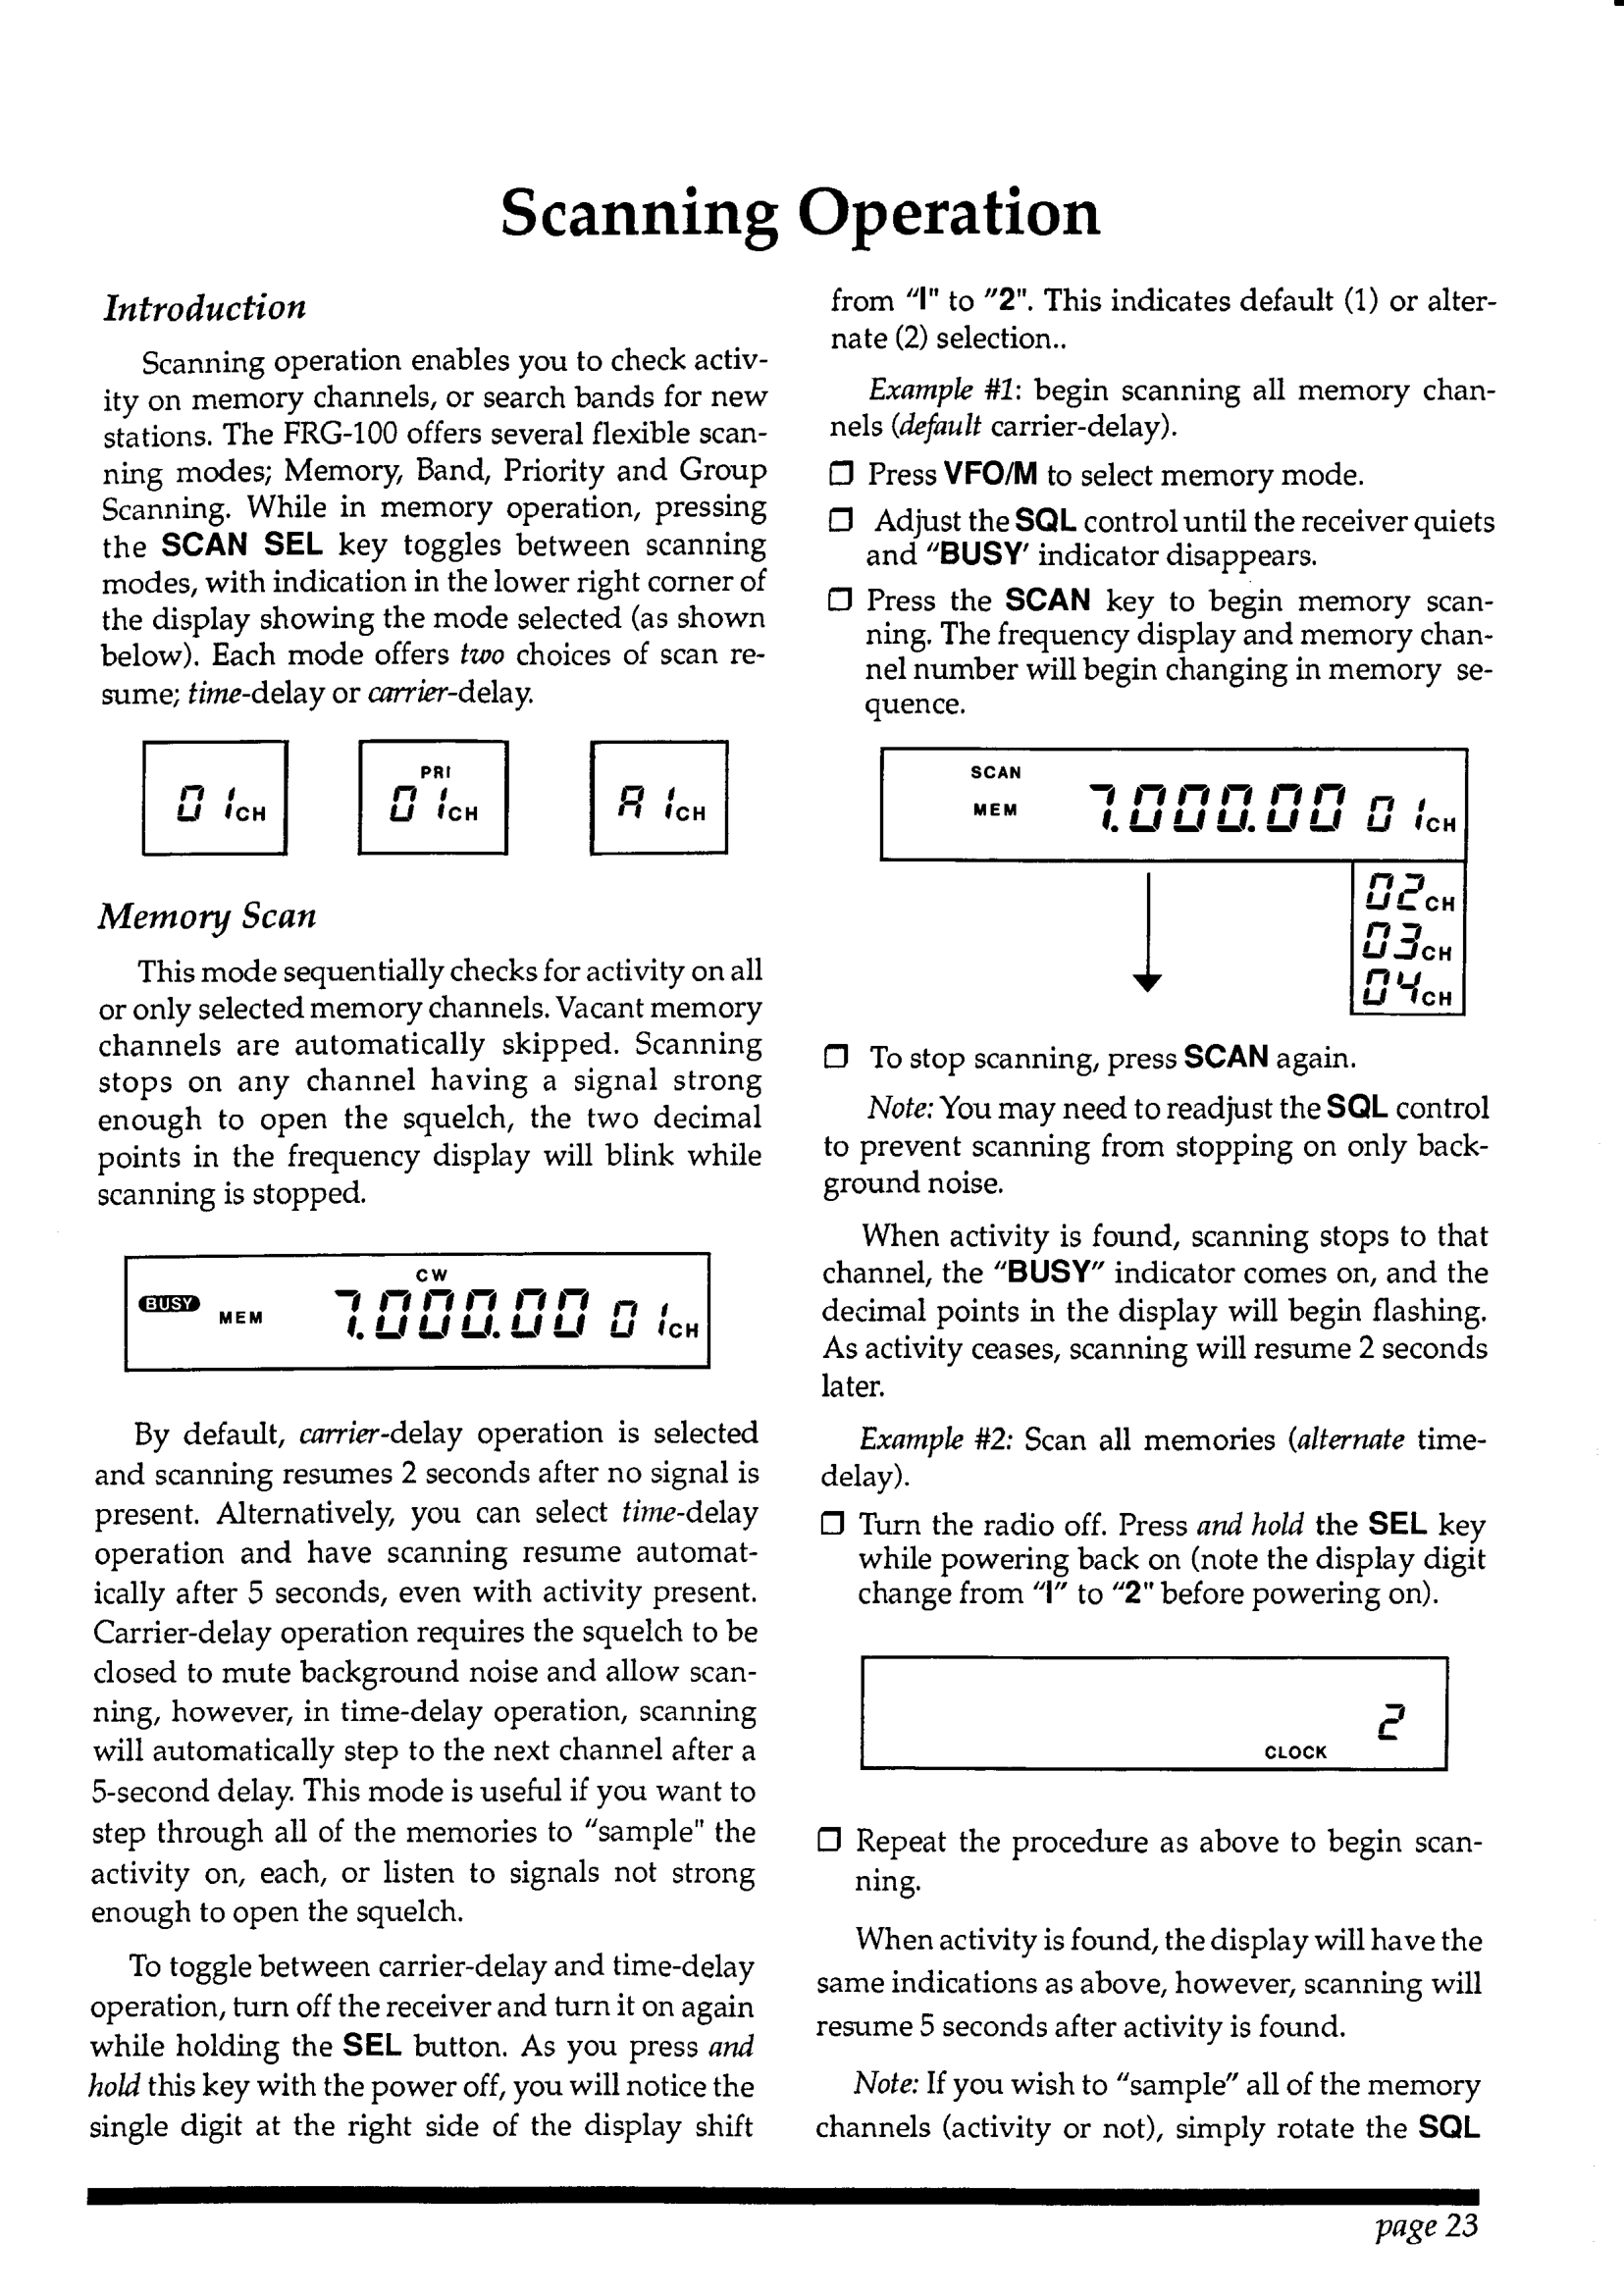 Scanning Operation
Introduction
Scanning operation enables you to check activ-
ity on memory channels, or search bands for new
stations. The FRG-100 offers several flexible scan-
ning modes; Memory, Band, Priority and Group
Scanning. While in memory operation, pressing
the SCAN SEL key toggles between scanning
modes, with indication in the lower right corner of
the display showing the mode selected (as shown
below). Each mode offers two choices of scan re-
sume; time-delay or carrier-delay.
01CH
PRI
01CH
A1CH
Memory Scan
This mode sequentially checks for activity on all
or only selected memory channels. Vacant memory
channels are automatically skipped. Scanning
stops on any channel having a signal strong
enough to open the squelch, the two decimal
points in the frequency display will blink while
scanning is stopped.
CW
BUSY MEM 7.000.00 01CH
By default, carrier-delay operation is selected
and scanning resumes 2 seconds after no signal is
present. Alternatively, you can select time-delay
operation and have scanning resume automat-
ically after 5 seconds, even with activity present.
Carrier-delay operation requires the squelch to be
closed to mute background noise and allow scan-
ning, however, in time-delay operation, scanning
will automatically step to the next channel after a
5-second delay. This mode is useful if you want to
step through all of the memories to “sample" the
activity on, each, or listen to signals not strong
enough to open the squelch.
To toggle between carrier-delay and time-delay
operation, turn off the receiver and turn it on again
while holding the SEL button. As you press and
hold this key with the power off, you will notice the
single digit at the right side of the display shift
from “l" to "2". This indicates default (1) or alter-
nate (2) selection..
Example #1: begin scanning all memory chan-
nels (default carrier-delay).
❐ Press VFO/M to select memory mode.
❐ Adjust the SQL control until the receiver quiets
and “BUSY’ indicator disappears.
❐ Press the SCAN key to begin memory scan-
ning. The frequency display and memory chan-
nel number will begin changing in memory se-
quence.
SCAN
MEM 7.000.00 01CH
02CH
03CH
04CH
❐ To stop scanning, press SCAN again.
Note: You may need to readjust the SQL control
to prevent scanning from stopping on only back-
ground noise.
When activity is found, scanning stops to that
channel, the “BUSY” indicator comes on, and the
decimal points in the display will begin flashing.
As activity ceases, scanning will resume 2 seconds
later.
Example #2: Scan all memories (alternate time-
delay).
❐ Turn the radio off. Press and hold the SEL key
while powering back on (note the display digit
change from “l” to “2" before powering on).
2
CLOCK
❐ Repeat the procedure as above to begin scan-
ning.
When activity is found, the display will have the
same indications as above, however, scanning will
resume 5 seconds after activity is found.
Note: If you wish to “sample” all of the memory
channels (activity or not), simply rotate the SQL
page 23